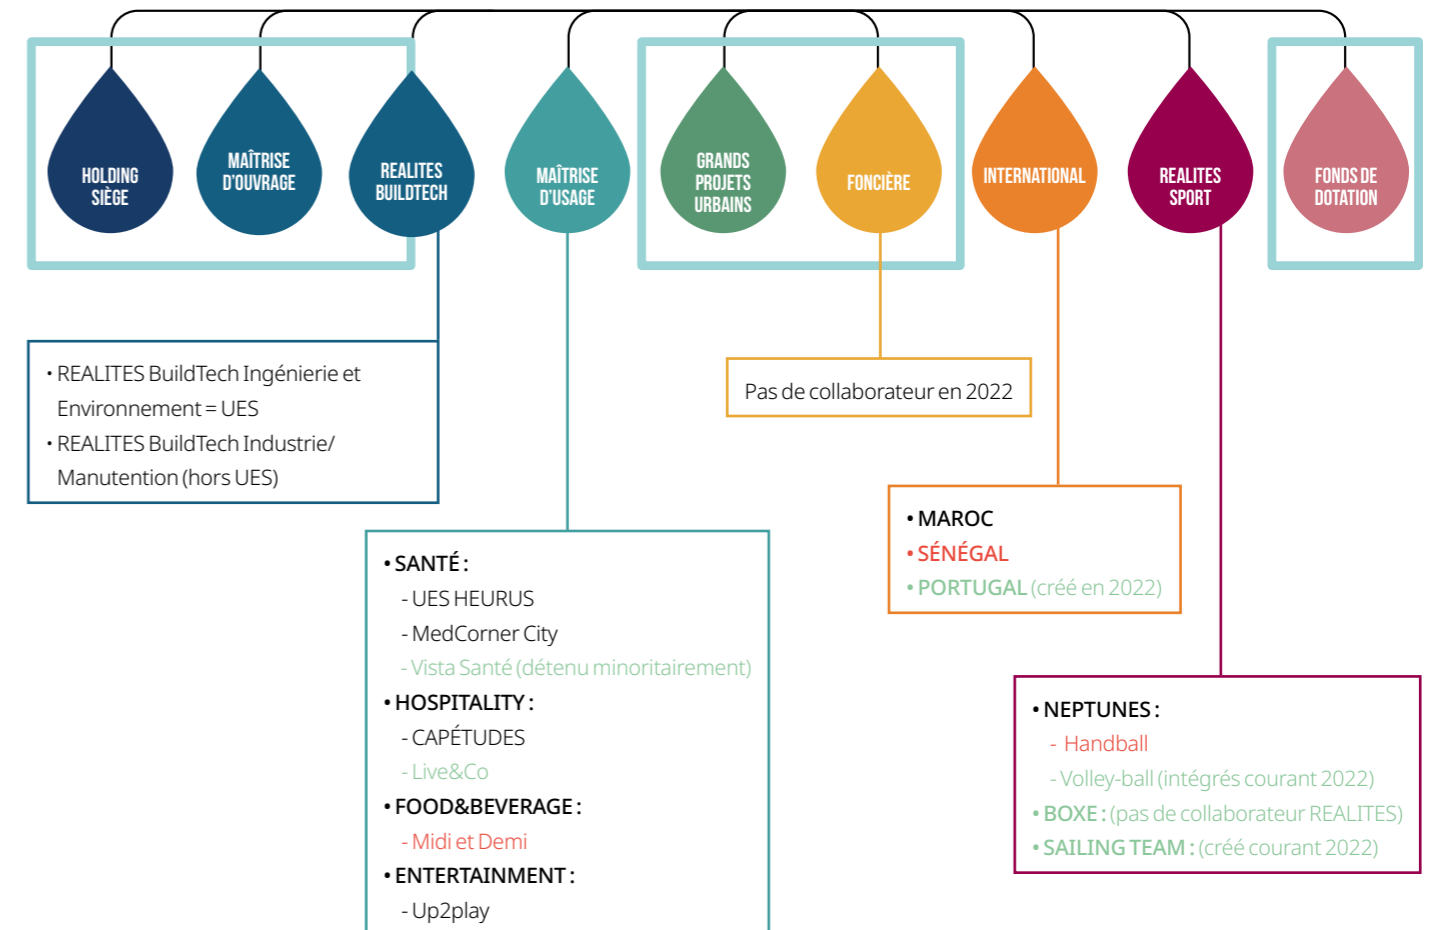 HOLDING
SIÈGE
MAÎTRISE
D'OUVRAGE
REALITES
BUILDTECH
MAÎTRISE
D'USAGE
GRANDS
PROJETS
URBAINS
FONCIÈRE
INTERNATIONAL
REALITES
SPORT
FONDS DE
DOTATION
• REALITES BuildTech Ingénierie et
Environnement = UES
• REALITES BuildTech Industrie/
Manutention (hors UES)
Pas de collaborateur en 2022
• MAROC
• SÉNÉGAL
• PORTUGAL (créé en 2022)
• SANTÉ :
- UES HEURUS
- MedCorner City
- Vista Santé (détenu minoritairement)
• HOSPITALITY :
- CAPÉTUDES
- Live&Co
• FOOD&BEVERAGE :
- Midi et Demi
• ENTERTAINMENT :
- Up2play
• NEPTUNES :
- Handball
- Volley-ball (intégrés courant 2022)
• BOXE : (pas de collaborateur REALITES)
• SAILING TEAM : (créé courant 2022)